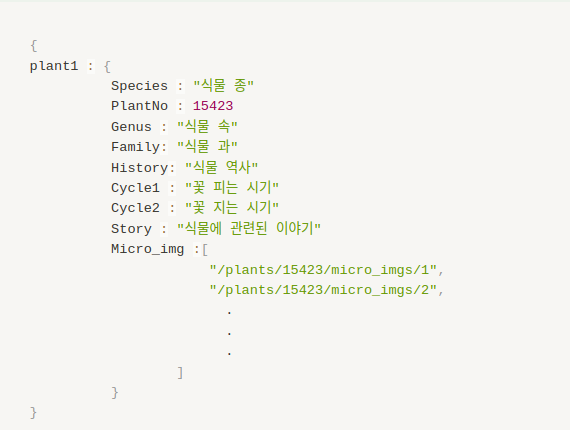 {
plant1 : {
Species : "식물 종"
PlantNo : 15423
Genus : "식물 속"
Family: "식물 과"
History: "식물 역사"
Cycle1 : "꽃 피는 시기"
Cycle2 : "꽃 지는 시기"
Story : "식물에 관련된 이야기"
Micro_img :[
"/plants/15423/micro_imgs/1",
"/plants/15423/micro_imgs/2",
.
.
.
]
}
}